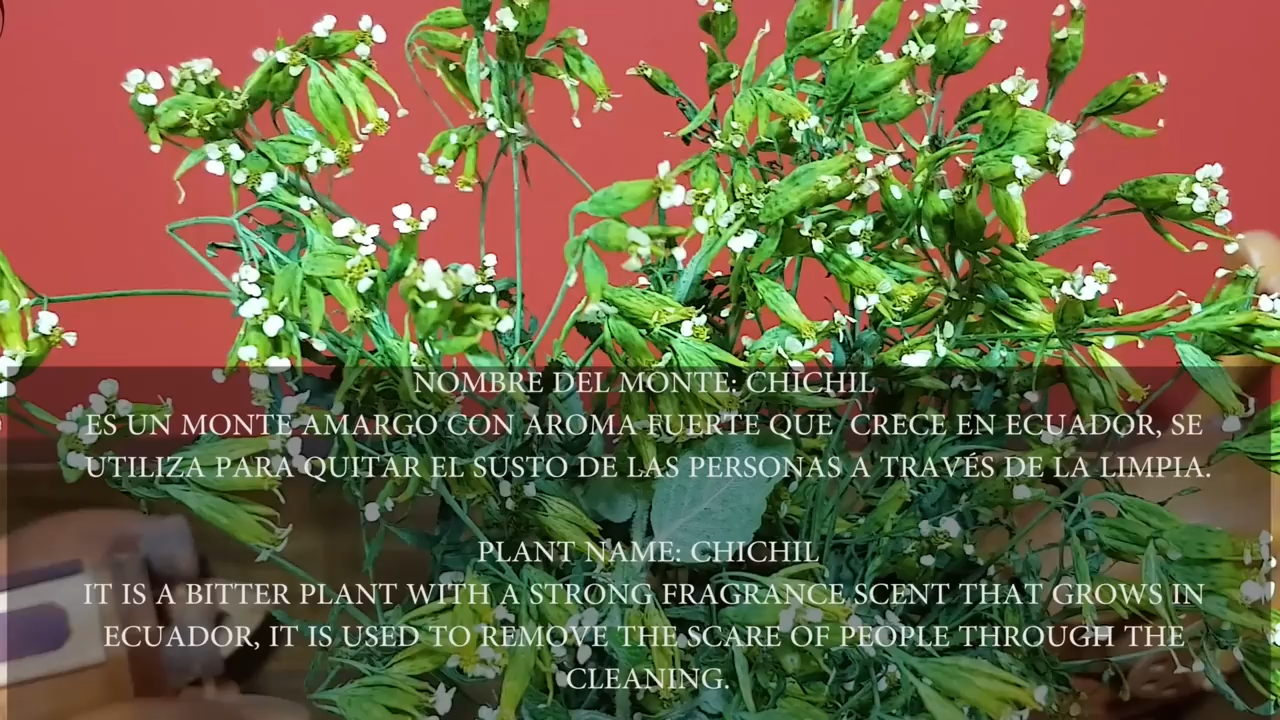 NOMBRE DEL MONTE: CHICHIL
ES UN MONTE AMARGO CON AROMA FUERTE QUE CRECE EN ECUADOR, SE
UTILIZA PARA QUITAR EL SUSTO DE LAS PERSONAS A TRAVÉS DE LA LIMPIA.
PLANT NAME: CHICHIL
IT IS A BITTER PLANT WITH A STRONG FRAGRANCE SCENT THAT GROWS IN
ECUADOR, IT IS USED TO REMOVE THE SCARE OF PEOPLE THROUGH THE
CLEANING.